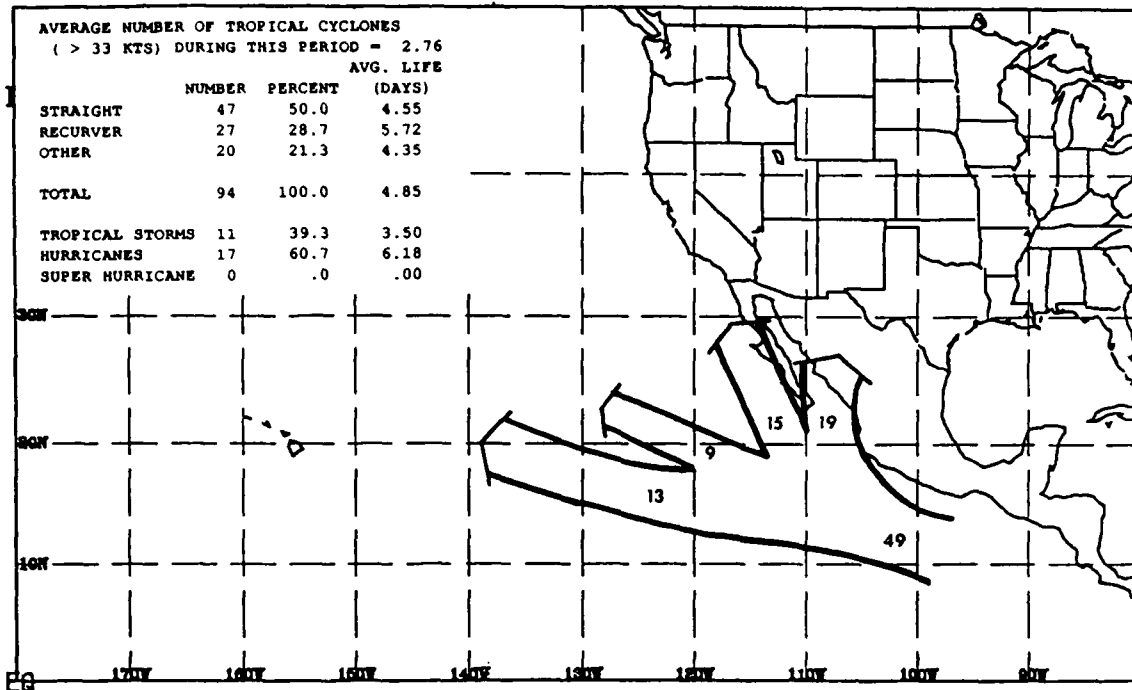 AVERAGE NUMBER OF TROPICAL CYCLONES
( > 33 KTS) DURING THIS PERIOD = 2.76
AVG. LIFE
NUMBER PERCENT (DAYS)
STRAIGHT 47 50.0 4.55
RECURVER 27 28.7 5.72
OTHER 20 21.3 4.35
TOTAL 94 100.0 4.85
TROPICAL STORMS 11 39.3 3.50
HURRICANES 17 60.7 6.18
SUPER HURRICANE 0 .0 .00
30N
15 19
20N
9
13
49
10N
EQ 170W 160W 150W 140W 130W 120W 110W 100W 90W